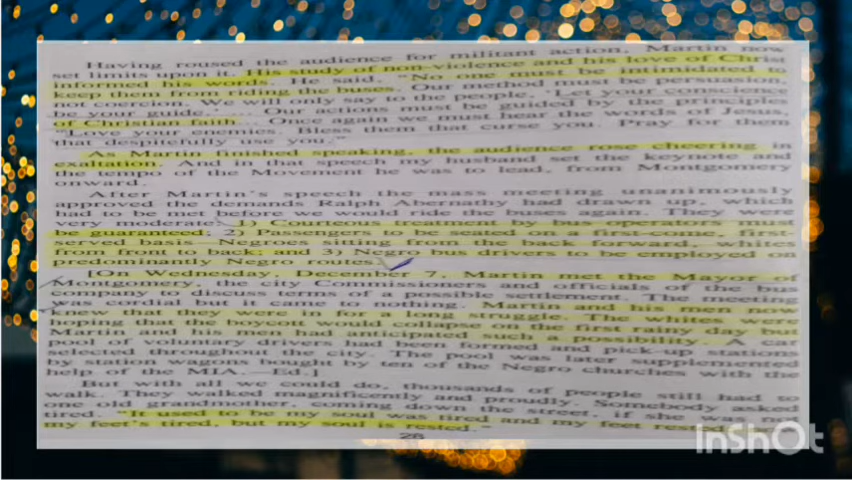 Having roused the audience for militant action, Martin now
set limits upon it. His study of non-violence and his love of Christ
informed his words. He said, "No one must be intimidated to
keep them from riding the buses. Our method must be persuasion,
not coercion. We will only say to the people, 'Let your conscience
be your guide.'..... Our actions must be guided by the principles
of Christian faith... Once again we must hear the words of Jesus,
'Love your enemies. Bless them that curse you. Pray for them
that despitefully use you.'"
As Martin finished speaking, the audience rose cheering in
exaltation. And in that speech my husband set the keynote and
the tempo of the Movement he was to lead, from Montgomery
onward.
After Martin's speech the mass meeting unanimously
approved the demands Ralph Abernathy had drawn up, which
had to be met before we would ride the buses again. They were
very moderate: 1) Courteous treatment by bus operators must
be guaranteed; 2) Passengers to be seated on a first-come, first-
served basis—Negroes sitting from the back forward, whites
from front to back; and 3) Negro bus drivers to be employed on
predominantly Negro routes.
[On Wednesday, December 7, Martin met the Mayor of
Montgomery, the city Commissioners and officials of the bus
company to discuss terms of a possible settlement. The meeting
was cordial but it came to nothing. Martin and his men now
knew that they were in for a long struggle. The whites were
hoping that the boycott would collapse on the first rainy day but
Martin and his men had anticipated such a possibility. A car
pool of voluntary drivers had been formed and pick-up stations
selected throughout the city. The pool was later supplemented
by station wagons bought by ten of the Negro churches with the
help of the MIA.—Ed.]
But with all we could do, thousands of people still had to
walk. They walked magnificently and proudly. Somebody asked
one old grandmother, coming down the street, if she was not
tired. "It used to be my soul was tired and my feet rested; now
my feet's tired, but my soul is rested."
28
InShOt